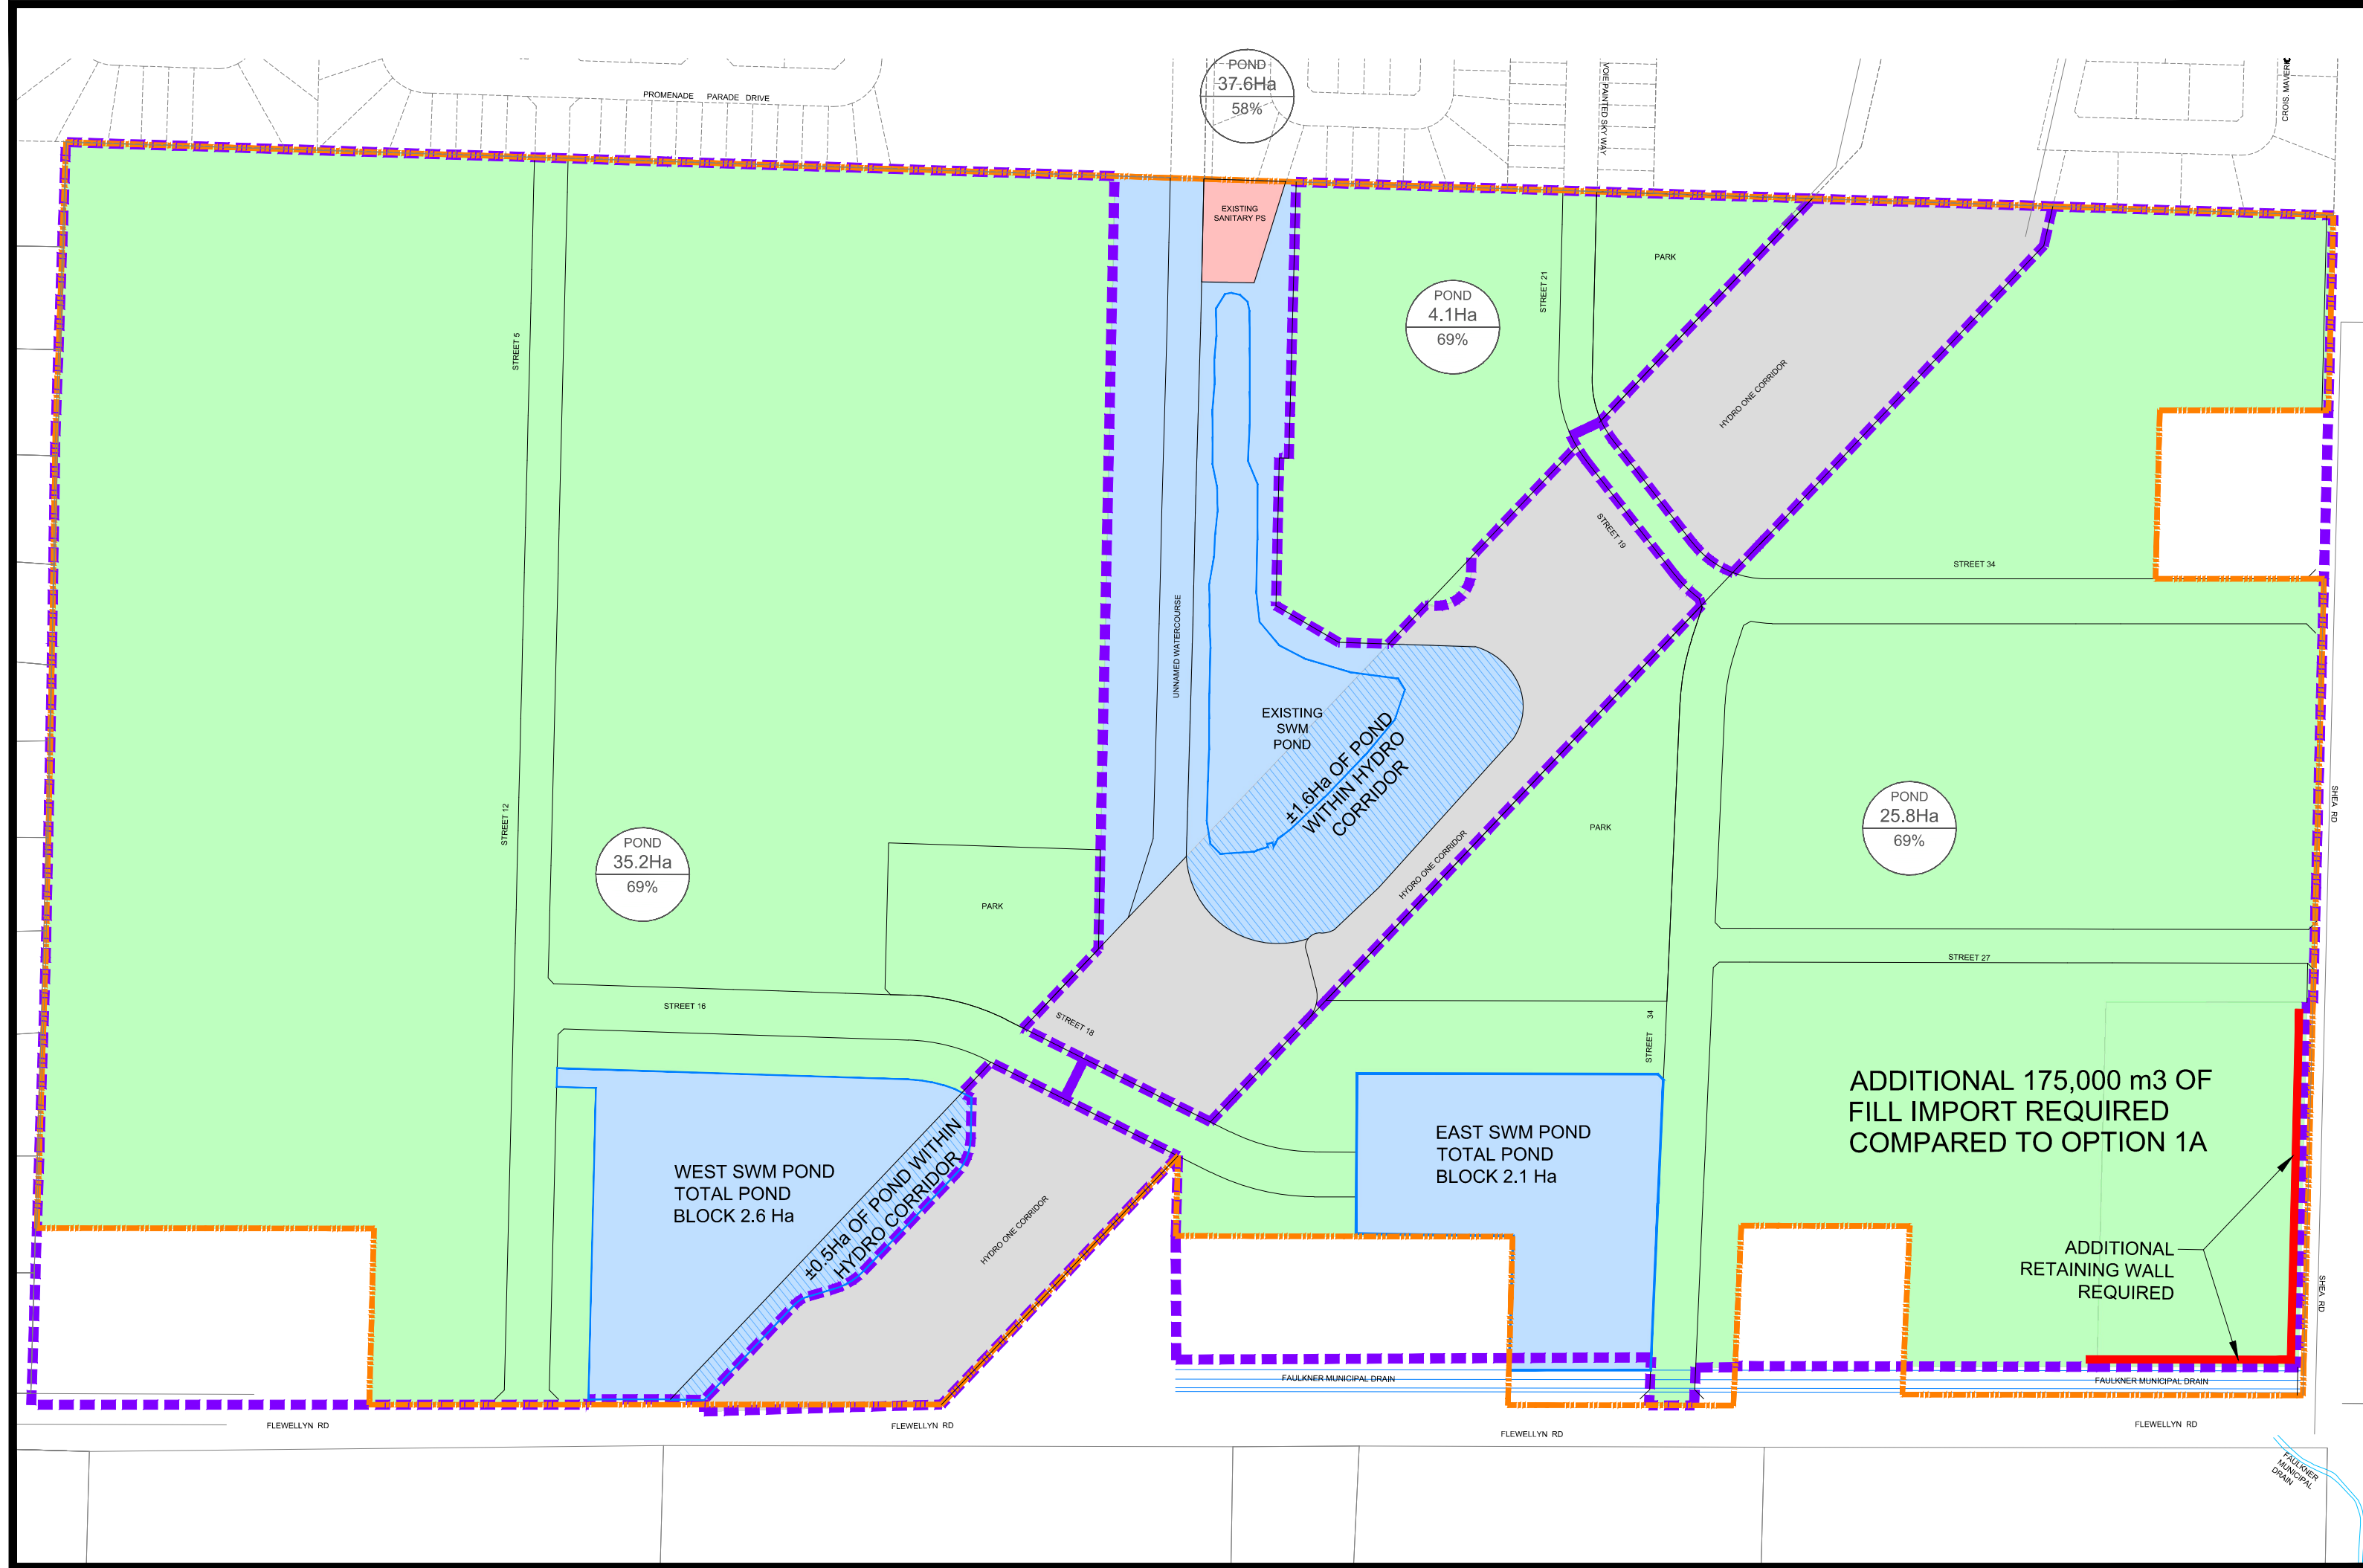 POND
37.6Ha
58%
PROMENADE PARADE DRIVE
VOIE PAINTED SKY WAY
EXISTING
SANITARY PS
PARK
STREET 21
POND
4.1Ha
69%
STREET 5
HYDRO ONE CORRIDOR
STREET 19
STREET 34
UNNAMED WATERCOURSE
EXISTING
SWM
POND
±1.6Ha OF POND
WITHIN HYDRO
CORRIDOR
HYDRO ONE CORRIDOR
PARK
POND
25.8Ha
69%
SHEA RD
STREET 12
POND
35.2Ha
69%
PARK
STREET 27
STREET 16
STREET 18
STREET 34
ADDITIONAL 175,000 m3 OF
FILL IMPORT REQUIRED
COMPARED TO OPTION 1A
WEST SWM POND
TOTAL POND
BLOCK 2.6 Ha
±0.5Ha OF POND WITHIN
HYDRO CORRIDOR
HYDRO ONE CORRIDOR
EAST SWM POND
TOTAL POND
BLOCK 2.1 Ha
ADDITIONAL
RETAINING WALL
REQUIRED
SHEA RD
FAULKNER MUNICIPAL DRAIN
FAULKNER MUNICIPAL DRAIN
FLEWELLYN RD
FLEWELLYN RD
FLEWELLYN RD
FLEWELLYN RD
FAULKNER
MUNICIPAL
DRAIN